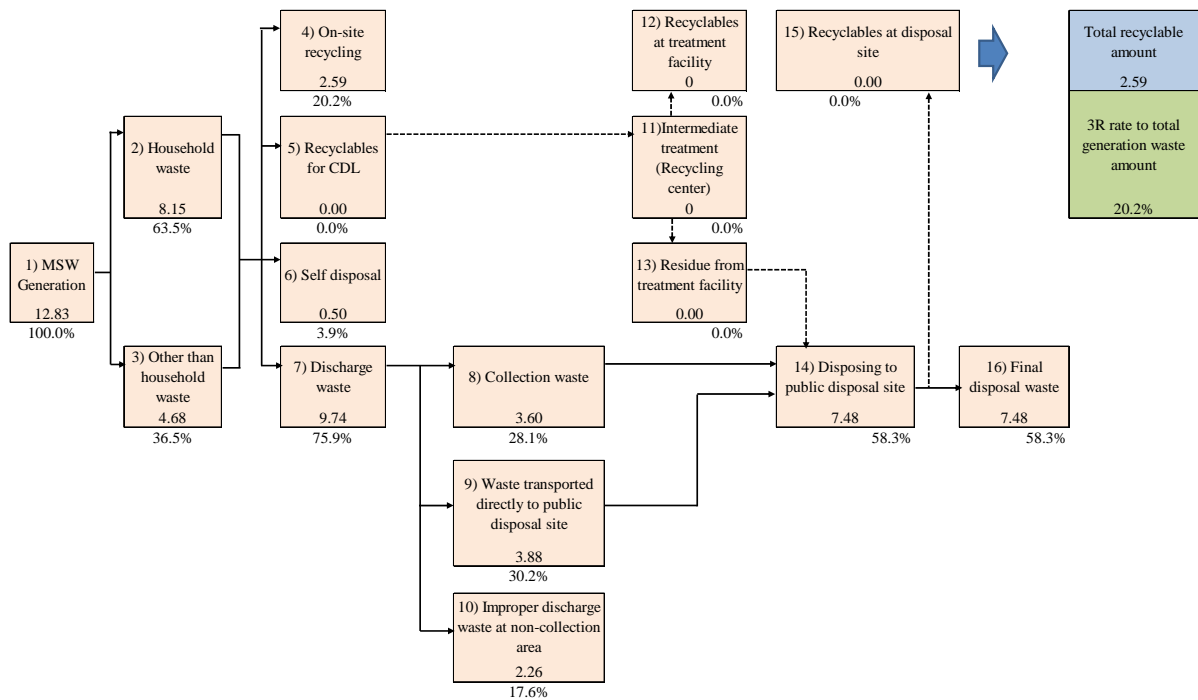 1) MSW
Generation
12.83
100.0%
2) Household
waste
8.15
63.5%
3) Other than
household
waste
4.68
36.5%
4) On-site
recycling
2.59
20.2%
5) Recyclables
for CDL
0.00
0.0%
6) Self disposal
0.50
3.9%
7) Discharge
waste
9.74
75.9%
8) Collection waste
3.60
28.1%
9) Waste transported
directly to public
disposal site
3.88
30.2%
10) Improper discharge
waste at non-collection
area
2.26
17.6%
12) Recyclables
at treatment
facility
0
0.0%
11)Intermediate
treatment
(Recycling
center)
0
0.0%
13) Residue from
treatment facility
0.00
0.0%
15) Recyclables at disposal
site
0.00
0.0%
14) Disposing to
public disposal site
7.48
58.3%
16) Final
disposal waste
7.48
58.3%
Total recyclable
amount
2.59
3R rate to total
generation waste
amount
20.2%